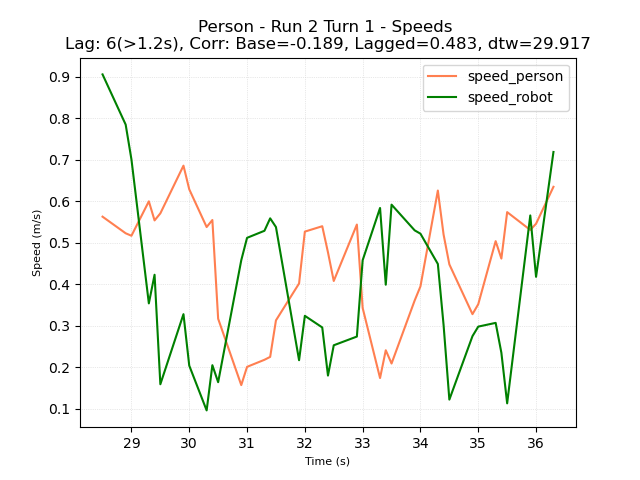 Person - Run 2 Turn 1 - Speeds
Lag: 6(>1.2s), Corr: Base=-0.189, Lagged=0.483, dtw=29.917
speed_person
speed_robot
0.9
0.8
0.7
0.6
0.5
0.4
0.3
0.2
0.1
Speed (m/s)
29 30 31 32 33 34 35 36
Time (s)